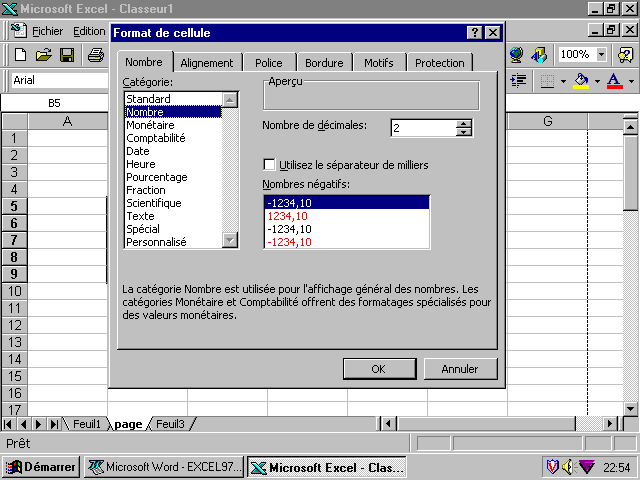 Microsoft Excel - Classeur1
Fichier Edition
Format de cellule
Nombre Alignement Police Bordure Motifs Protection
100%
Arial
B5
A G
1
2
3
4
5
6
7
8
9
10
11
12
13
14
15
16
17
Catégorie:
Standard
Nombre
Monétaire
Comptabilité
Date
Heure
Pourcentage
Fraction
Scientifique
Texte
Spécial
Personnalisé
Aperçu
Nombre de décimales: 2
Utilisez le séparateur de milliers
Nombres négatifs:
-1234,10
1234,10
-1234,10
-1234,10
La catégorie Nombre est utilisée pour l'affichage général des nombres. Les
catégories Monétaire et Comptabilité offrent des formatages spécialisés pour
des valeurs monétaires.
OK Annuler
Feuil1 page Feuil3
Prêt
Démarrer Microsoft Word - EXCEL97... Microsoft Excel - Clas... 22:54